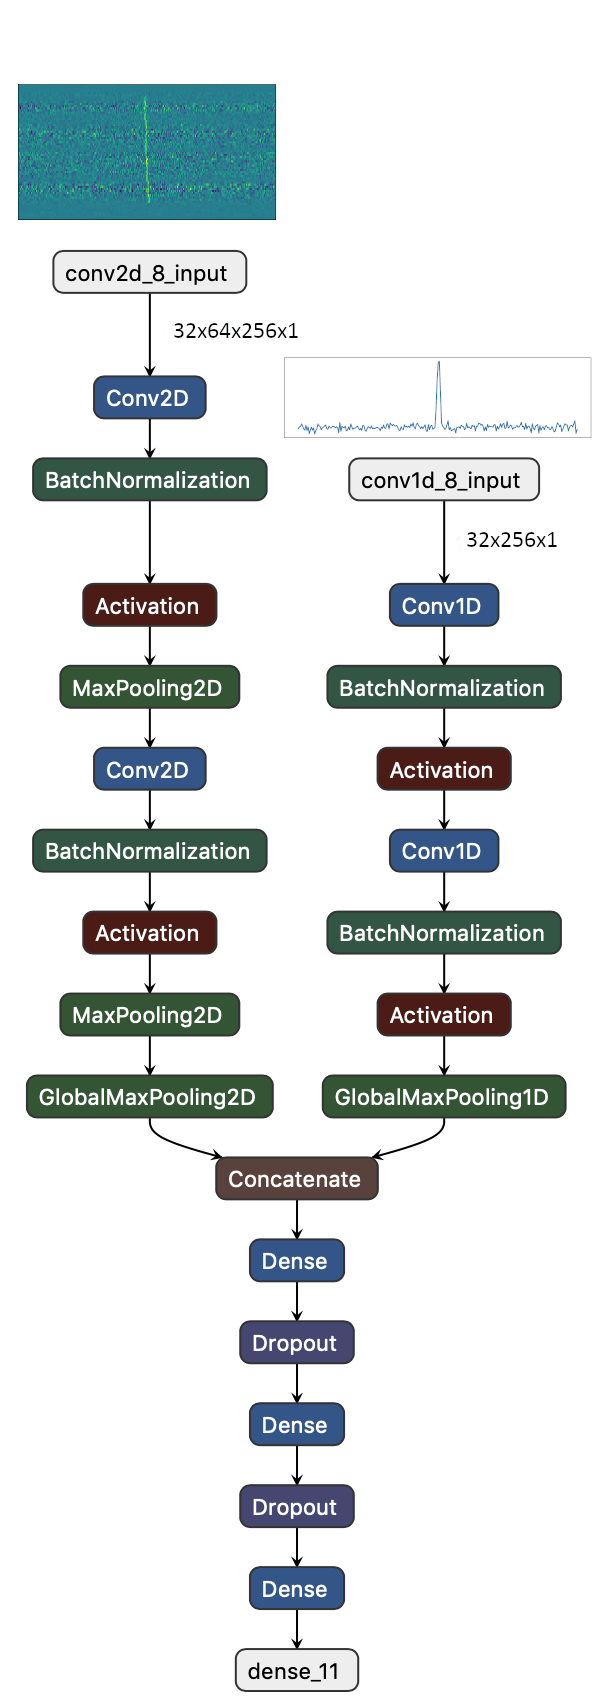 conv2d_8_input
32x64x256x1
Conv2D
BatchNormalization
Activation
MaxPooling2D
Conv2D
BatchNormalization
Activation
MaxPooling2D
GlobalMaxPooling2D
conv1d_8_input
32x256x1
Conv1D
BatchNormalization
Activation
Conv1D
BatchNormalization
Activation
GlobalMaxPooling1D
Concatenate
Dense
Dropout
Dense
Dropout
Dense
dense_11